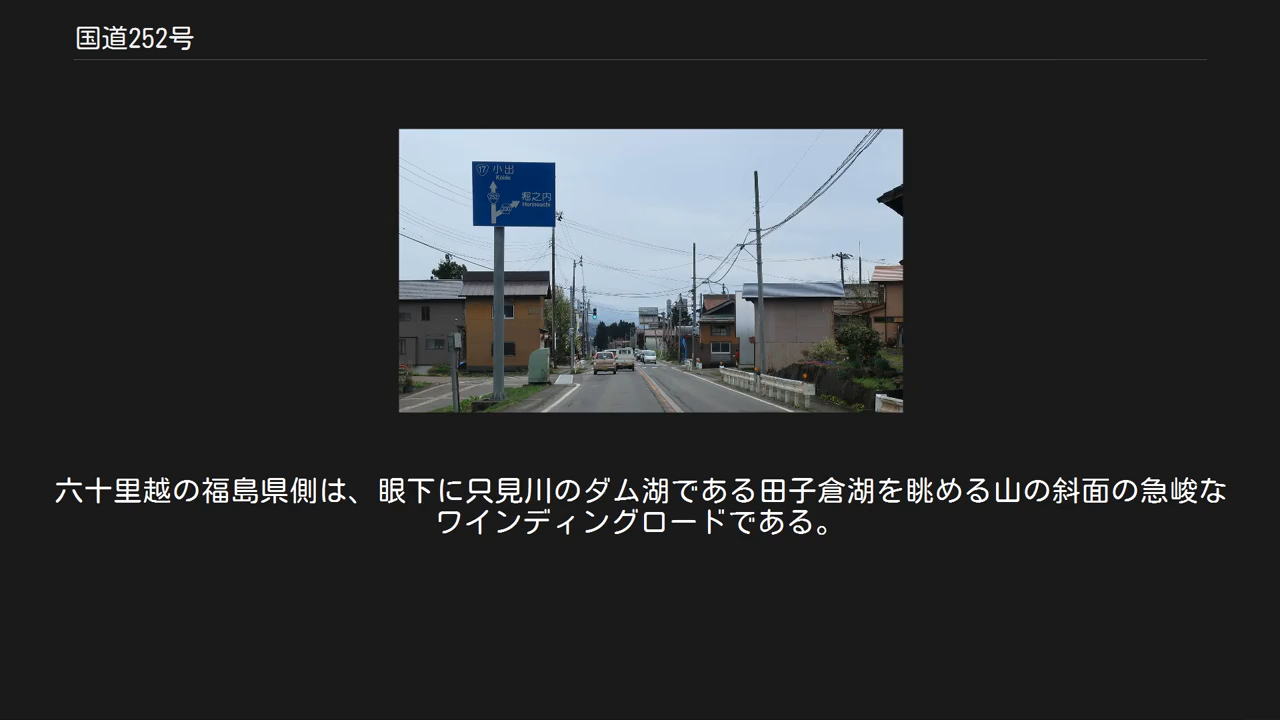 国道252号
17 小出
Koide
252
堀之内
Horinouchi
六十里越の福島県側は、眼下に只見川のダム湖である田子倉湖を眺める山の斜面の急峻な
ワインディングロードである。